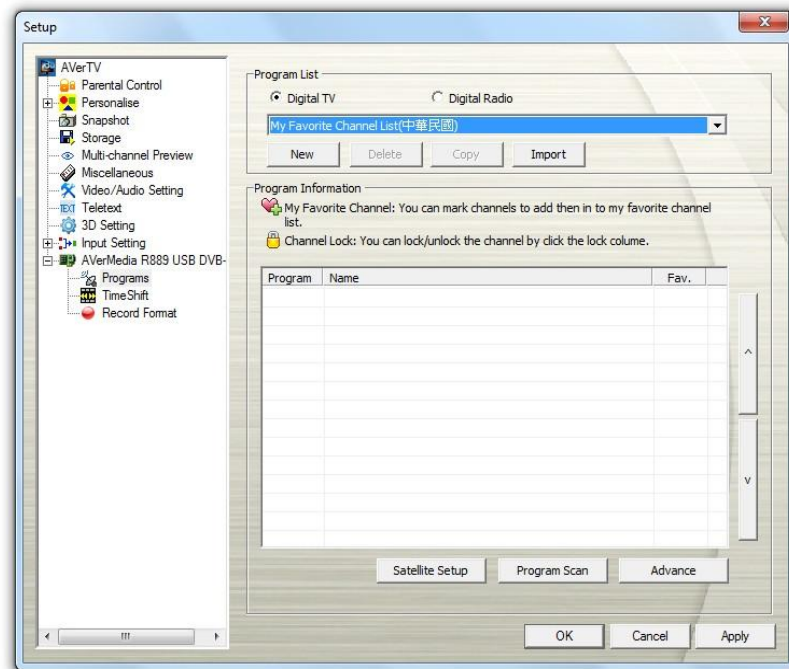 Setup
AVerTV
Parental Control
Personalise
Snapshot
Storage
Multi-channel Preview
Miscellaneous
Video/Audio Setting
TEXT Teletext
3D Setting
Input Setting
AVerMedia R889 USB DVB-
Programs
TimeShift
Record Format
Program List
Digital TV Digital Radio
My Favorite Channel List(中華民國)
New Delete Copy Import
Program Information
My Favorite Channel: You can mark channels to add then in to my favorite channel
list.
Channel Lock: You can lock/unlock the channel by click the lock colume.
Program Name Fav.
Satellite Setup Program Scan Advance
OK Cancel Apply